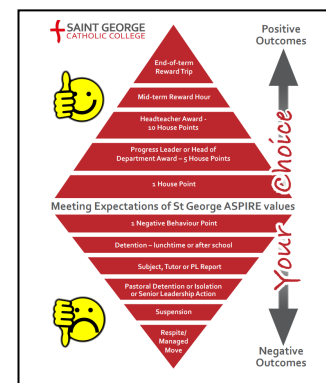 SAINT GEORGE
CATHOLIC COLLEGE
Positive
Outcomes
End-of-term
Reward Trip
Mid-term Reward Hour
Headteacher Award -
10 House Points
Progress Leader or Head of
Department Award – 5 House Points
1 House Point
Meeting Expectations of St George ASPIRE values
1 Negative Behaviour Point
Detention – lunchtime or after school
Subject, Tutor or PL Report
Pastoral Detention or Isolation
or Senior Leadership Action
Suspension
Respite/
Managed
Move
Your Choice
Negative
Outcomes